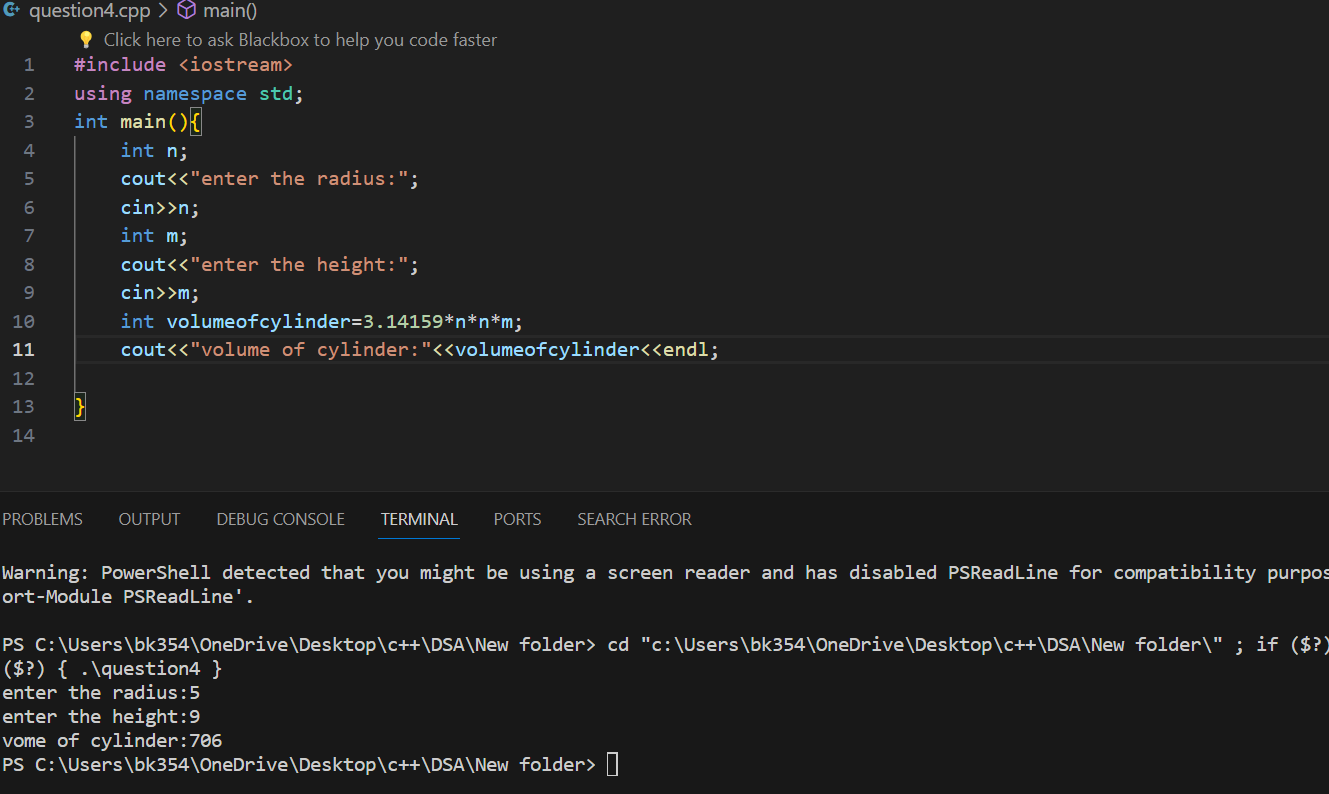 question4.cpp > main()
Click here to ask Blackbox to help you code faster
1 #include <iostream>
2 using namespace std;
3 int main(){
4     int n;
5     cout<<"enter the radius:";
6     cin>>n;
7     int m;
8     cout<<"enter the height:";
9     cin>>m;
10     int volumeofcylinder=3.14159*n*n*m;
11     cout<<"volume of cylinder:"<<volumeofcylinder<<endl;
12
13 }
14
PROBLEMS OUTPUT DEBUG CONSOLE TERMINAL PORTS SEARCH ERROR
Warning: PowerShell detected that you might be using a screen reader and has disabled PSReadLine for compatibility purpos
ort-Module PSReadLine'.
PS C:\Users\bk354\OneDrive\Desktop\c++\DSA\New folder> cd "c:\Users\bk354\OneDrive\Desktop\c++\DSA\New folder\" ; if ($?)
($?) { .\question4 }
enter the radius:5
enter the height:9
vome of cylinder:706
PS C:\Users\bk354\OneDrive\Desktop\c++\DSA\New folder>